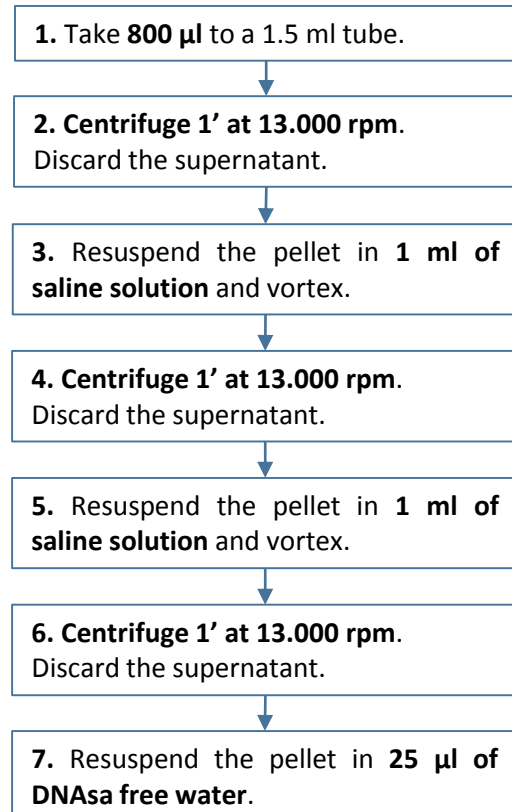 1. Take 800 µl to a 1.5 ml tube.
2. Centrifuge 1’ at 13.000 rpm.
Discard the supernatant.
3. Resuspend the pellet in 1 ml of
saline solution and vortex.
4. Centrifuge 1’ at 13.000 rpm.
Discard the supernatant.
5. Resuspend the pellet in 1 ml of
saline solution and vortex.
6. Centrifuge 1’ at 13.000 rpm.
Discard the supernatant.
7. Resuspend the pellet in 25 µl of
DNAsa free water.